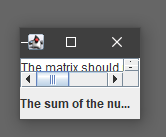 The matrix should
The sum of the nu...